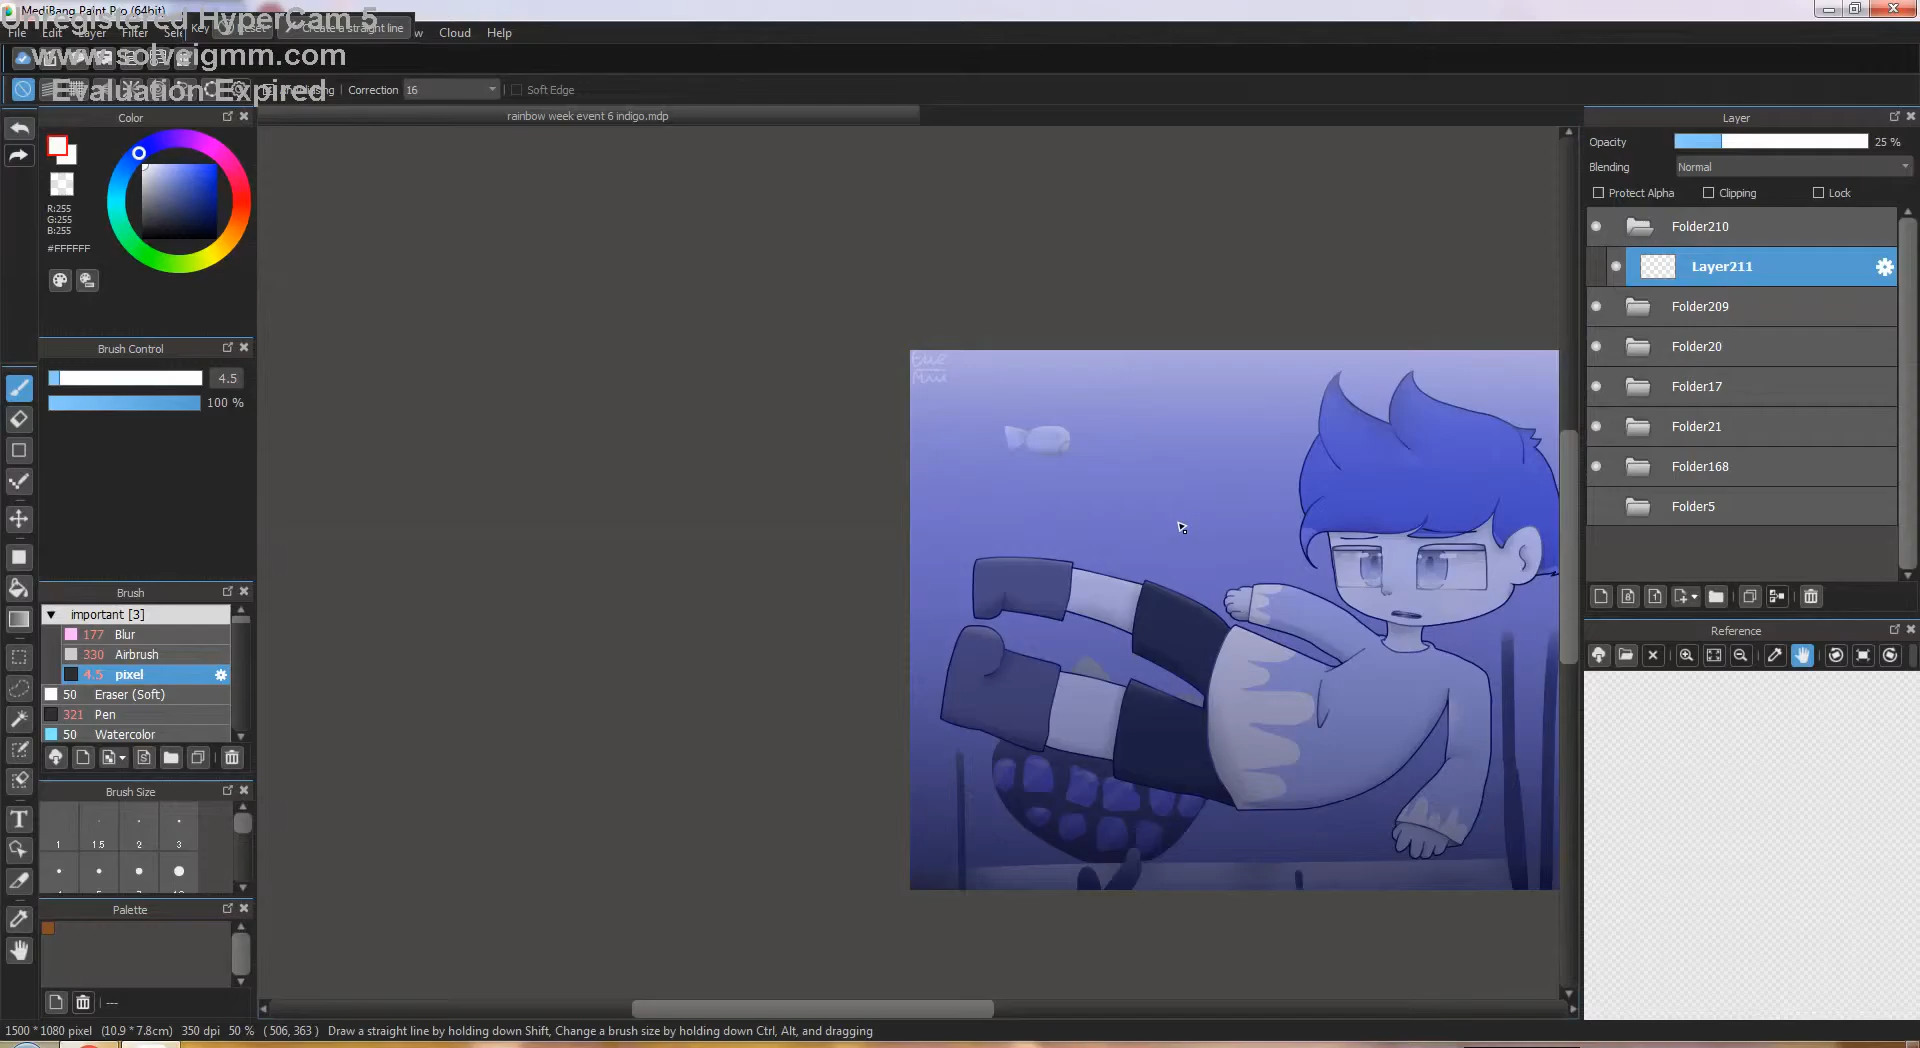 MediBang Paint Pro (64bit)
Unregistered HyperCam 5
File Edit Layer Filter Key Reset Create a straight line Cloud Help
www.solveigmm.com
Evaluation Expired
Correction 16 Soft Edge
Color
rainbow week event 6 indigo.mdp
R:255
G:255
B:255
#FFFFFF
Brush Control
4.5
100 %
Brush
important [3]
177 Blur
330 Airbrush
4.5 pixel
50 Eraser (Soft)
321 Pen
50 Watercolor
Brush Size
1 1.5 2 3
Palette
---
Layer
Opacity 25 %
Blending Normal
Protect Alpha Clipping Lock
Folder210
Layer211
Folder209
Folder20
Folder17
Folder21
Folder168
Folder5
Reference
1500 * 1080 pixel (10.9 * 7.8cm) 350 dpi 50 % ( 506, 363 ) Draw a straight line by holding down Shift, Change a brush size by holding down Ctrl, Alt, and dragging